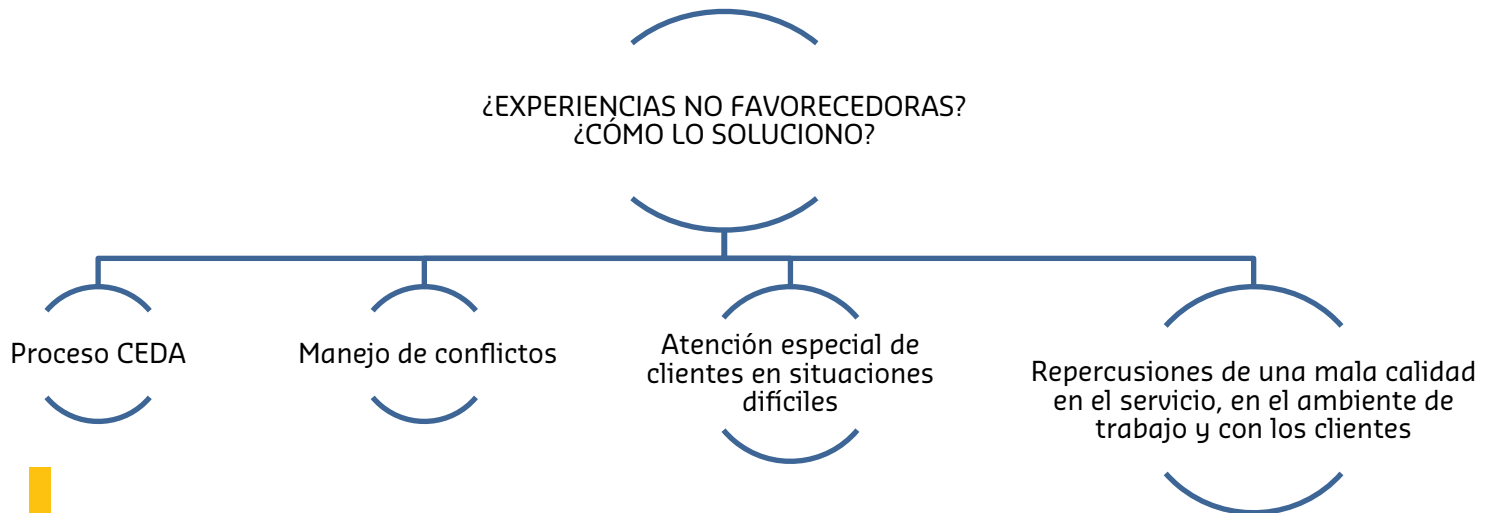 ¿EXPERIENCIAS NO FAVORECEDORAS?
¿CÓMO LO SOLUCIONO?
Proceso CEDA
Manejo de conflictos
Atención especial de
clientes en situaciones
difíciles
Repercusiones de una mala calidad
en el servicio, en el ambiente de
trabajo y con los clientes